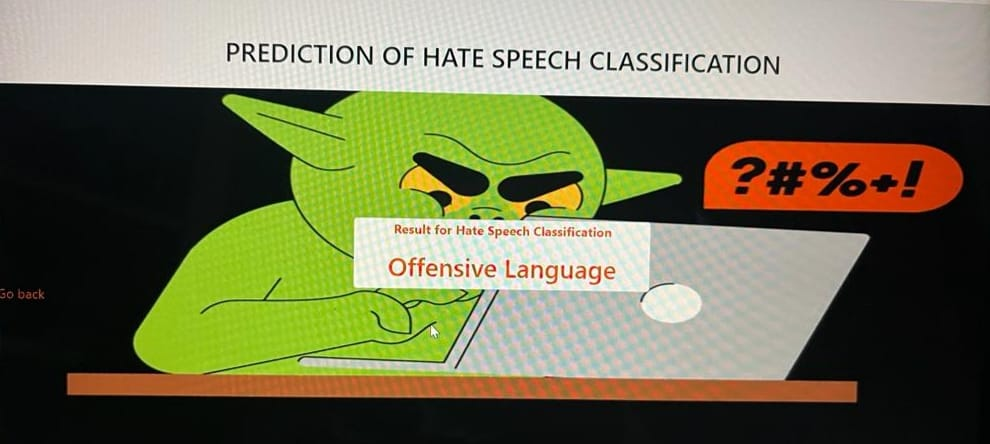 PREDICTION OF HATE SPEECH CLASSIFICATION
?#%+!
Result for Hate Speech Classification
Offensive Language
Go back